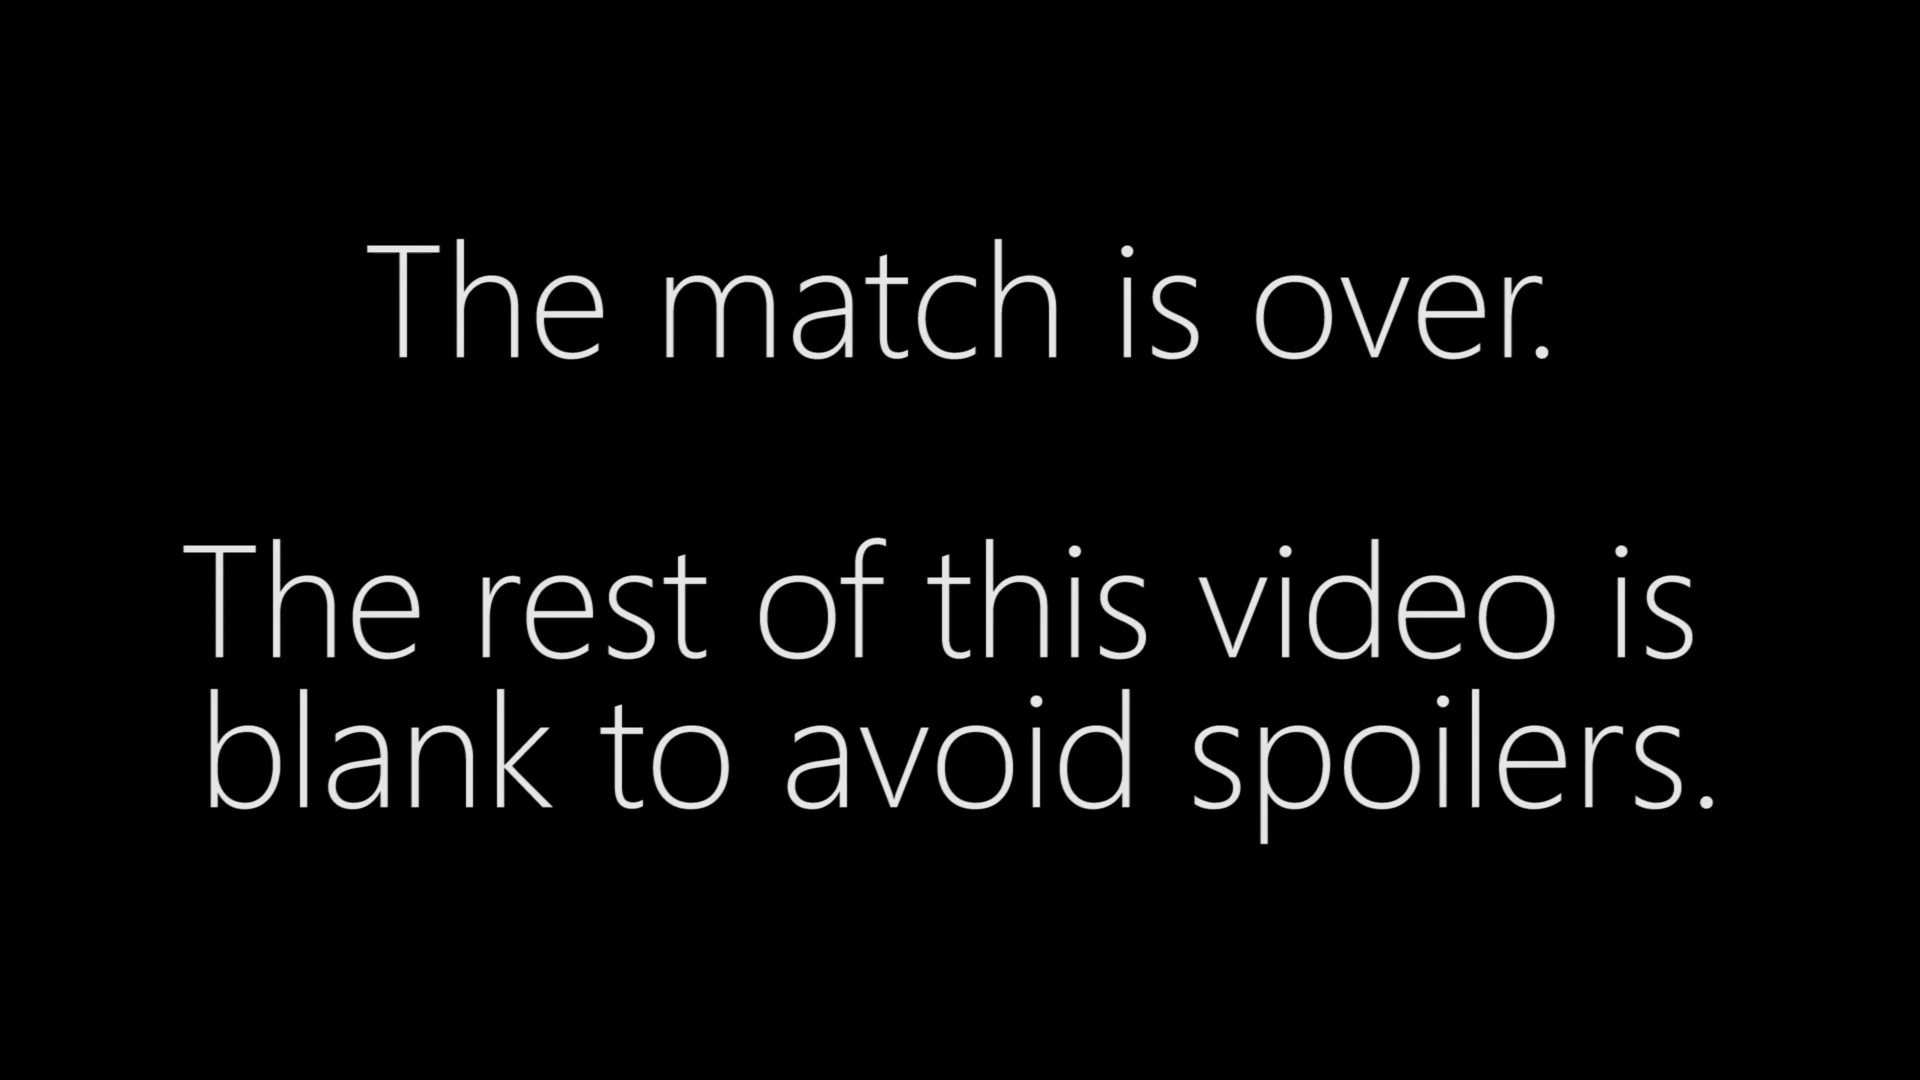 The match is over.
The rest of this video is
blank to avoid spoilers.